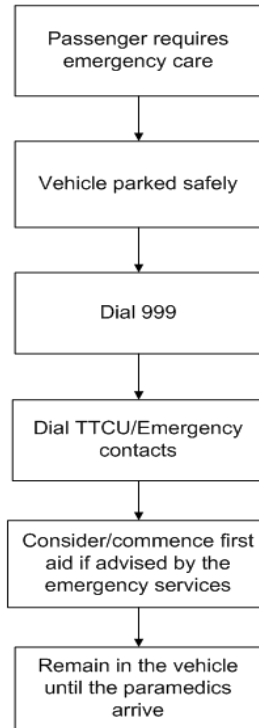 Passenger requires
emergency care
Vehicle parked safely
Dial 999
Dial TTCU/Emergency
contacts
Consider/commence first
aid if advised by the
emergency services
Remain in the vehicle
until the paramedics
arrive